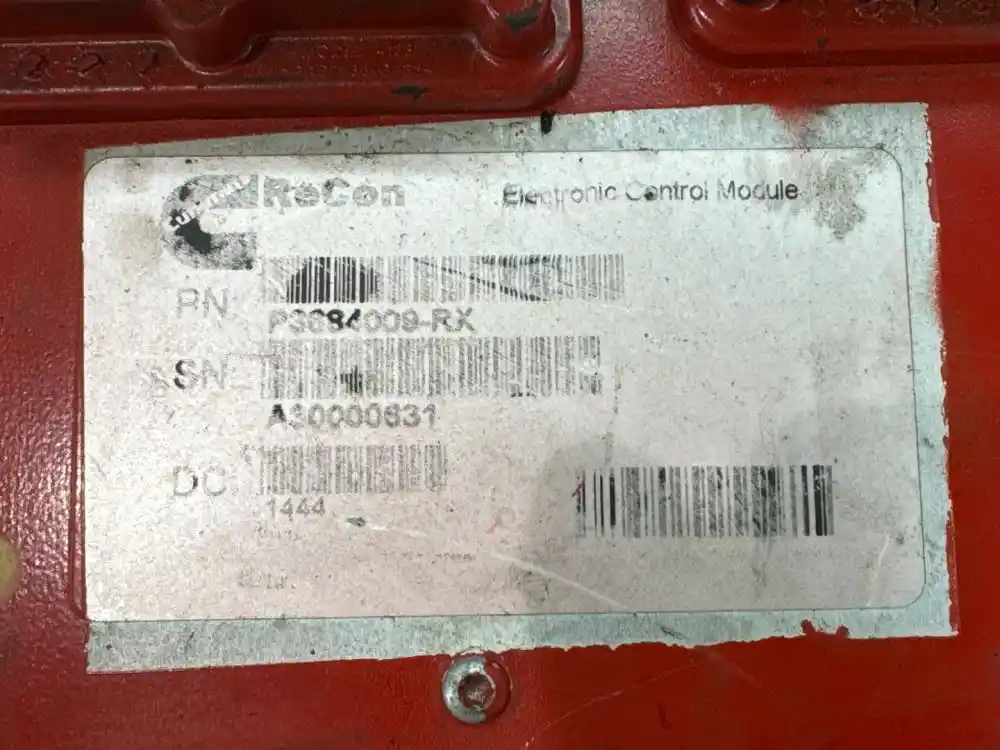 ReCon
Electronic Control Module
PN
P3684009-RX
SN
A30000631
DC
1444